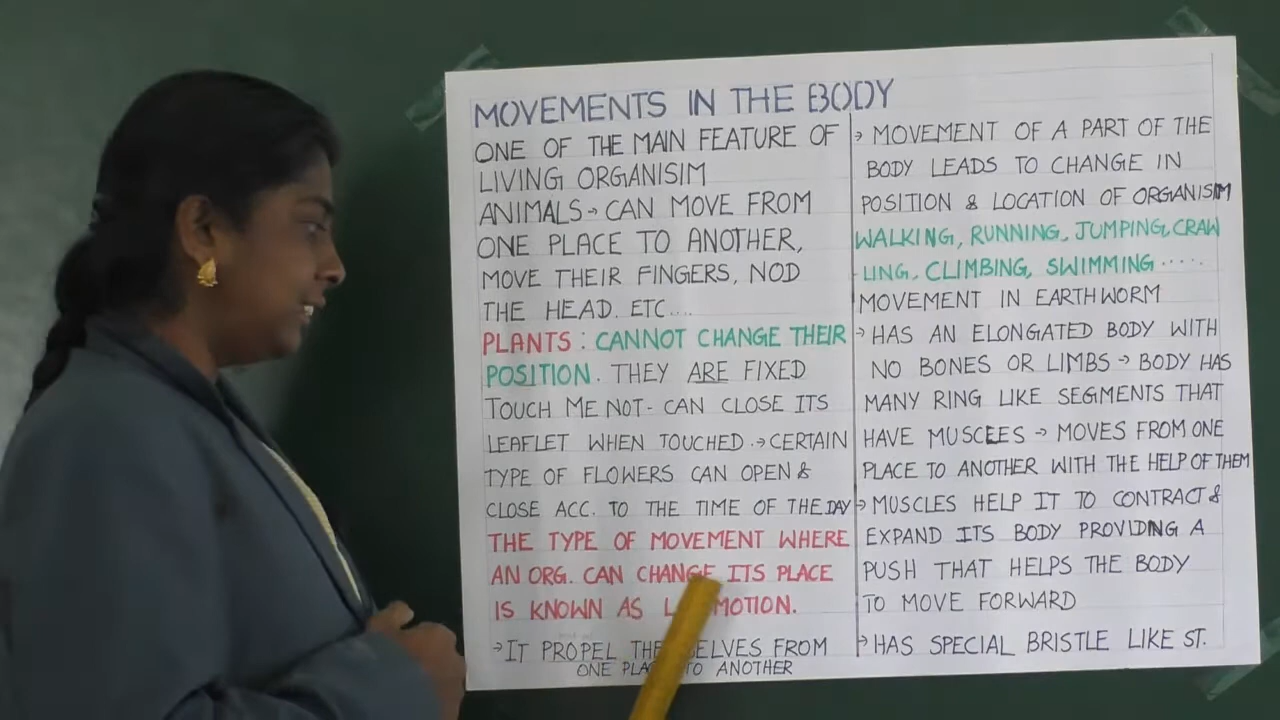 MOVEMENTS IN THE BODY
ONE OF THE MAIN FEATURE OF
LIVING ORGANISIM
ANIMALS → CAN MOVE FROM
ONE PLACE TO ANOTHER,
MOVE THEIR FINGERS, NOD
THE HEAD. ETC....
PLANTS : CANNOT CHANGE THEIR
POSITION. THEY ARE FIXED
TOUCH ME NOT - CAN CLOSE ITS
LEAFLET WHEN TOUCHED. → CERTAIN
TYPE OF FLOWERS CAN OPEN &
CLOSE ACC. TO THE TIME OF THE DAY
THE TYPE OF MOVEMENT WHERE
AN ORG. CAN CHANGE ITS PLACE
IS KNOWN AS MOTION.
→ IT PROPEL FROM
ONE TO ANOTHER
→ MOVEMENT OF A PART OF THE
BODY LEADS TO CHANGE IN
POSITION & LOCATION OF ORGANISIM
WALKING, RUNNING, JUMPING, CRAW
-LING, CLIMBING, SWIMMING .....
MOVEMENT IN EARTHWORM
→ HAS AN ELONGATED BODY WITH
NO BONES OR LIMBS → BODY HAS
MANY RING LIKE SEGMENTS THAT
HAVE MUSCLES → MOVES FROM ONE
PLACE TO ANOTHER WITH THE HELP OF THEM
→ MUSCLES HELP IT TO CONTRACT &
EXPAND ITS BODY PROVIDING A
PUSH THAT HELPS THE BODY
TO MOVE FORWARD
→ HAS SPECIAL BRISTLE LIKE ST.